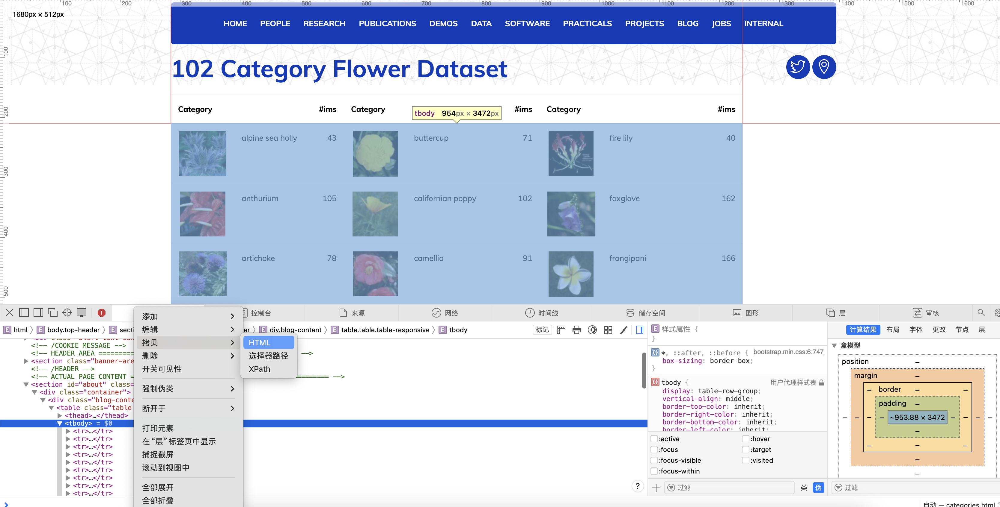 100 200 300 400 500 600 700 800 900 1000 1100 1200 1300 1400 1500 1600
1680px × 512px
HOME PEOPLE RESEARCH PUBLICATIONS DEMOS DATA SOFTWARE PRACTICALS PROJECTS BLOG JOBS INTERNAL
100
102 Category Flower Dataset
200
Category #ims Category #ims Category #ims
tbody 954px × 3472px
alpine sea holly 43 buttercup 71 fire lily 40
300
anthurium 105 californian poppy 102 foxglove 162
400
artichoke 78 camellia 91 frangipani 166
500
控制台 来源 网络 时间线 储存空间 图形 层 审核
E html E body.top-header E secti er E div.blog-content E table.table.table-responsive E tbody 标记
<!-- /COOKIE MESSAGE -->
<!-- HEADER AREA ========== -->
<section class="banner-are
<!-- /HEADER -->
<!-- ACTUAL PAGE CONTENT = ========= -->
<section id="about" class=
<div class="container">
<div class="blog-conte
<table class="table
<thead>…</thead>
<tbody> = $0
<tr>…</tr>
<tr>…</tr>
<tr>…</tr>
<tr>…</tr>
<tr>…</tr>
<tr>…</tr>
<tr>…</tr>
<tr>…</tr>
<tr>…</tr>
添加
编辑
拷贝
删除
开关可见性
强制伪类
断开于
打印元素
在“层”标签页中显示
捕捉截屏
滚动到视图中
全部展开
全部折叠
HTML
选择器路径
XPath
?
E 样式属性 {
}
*, ::after, ::before { bootstrap.min.css:6:747
box-sizing: border-box;
}
tbody { 用户代理样式表
display: table-row-group;
vertical-align: middle;
border-top-color: inherit;
border-right-color: inherit;
border-bottom-color: inherit;
border-left-color: inherit;
:active :hover
:focus :target
:focus-visible :visited
:focus-within
过滤 类 伪
计算结果 布局 字体 更改 节点 层
盒模型
position –
margin –
– border – –
padding –
– – – – ~953.88 × 3472 – – – –
–
– – –
–
–
过滤
自动 — categories.html